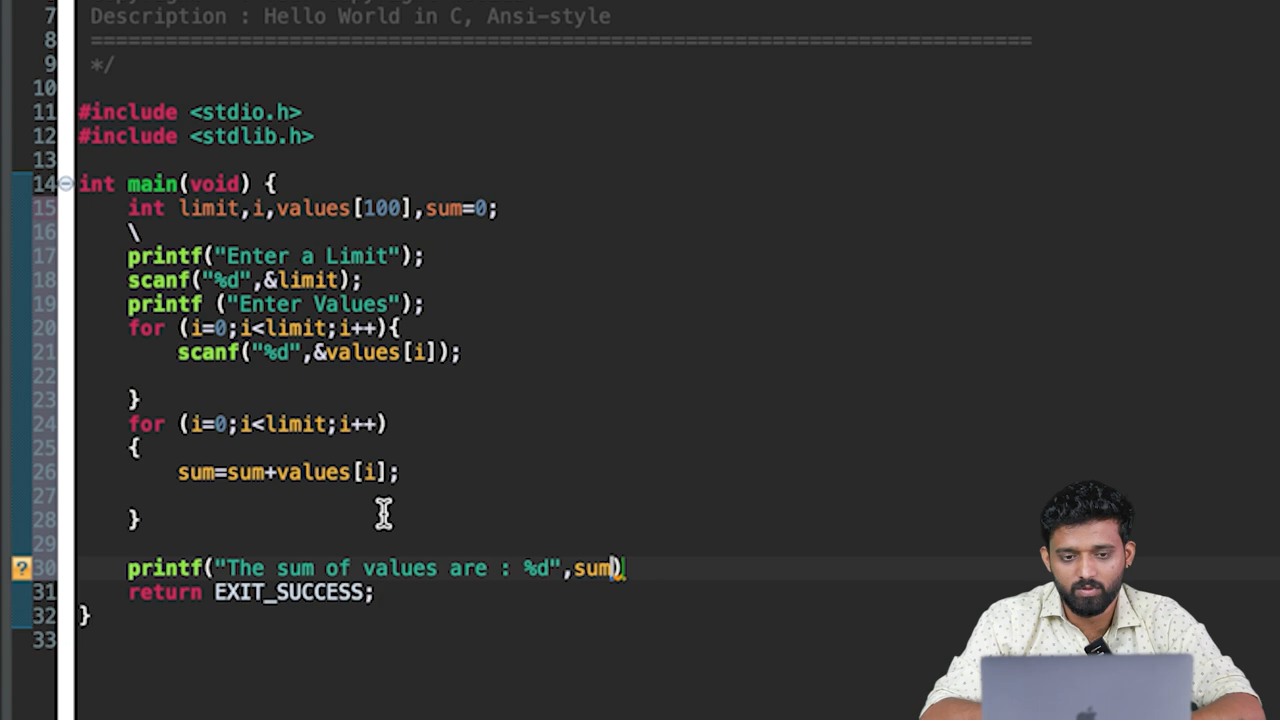 7 Description : Hello World in C, Ansi-style
8 ============================================================================
9 */
10
11 #include <stdio.h>
12 #include <stdlib.h>
13
14 int main(void) {
15 int limit,i,values[100],sum=0;
16 \
17 printf("Enter a Limit");
18 scanf("%d",&limit);
19 printf ("Enter Values");
20 for (i=0;i<limit;i++){
21 scanf("%d",&values[i]);
22
23 }
24 for (i=0;i<limit;i++)
25 {
26 sum=sum+values[i];
27
28 }
29
30 printf("The sum of values are : %d",sum)
31 return EXIT_SUCCESS;
32 }
33